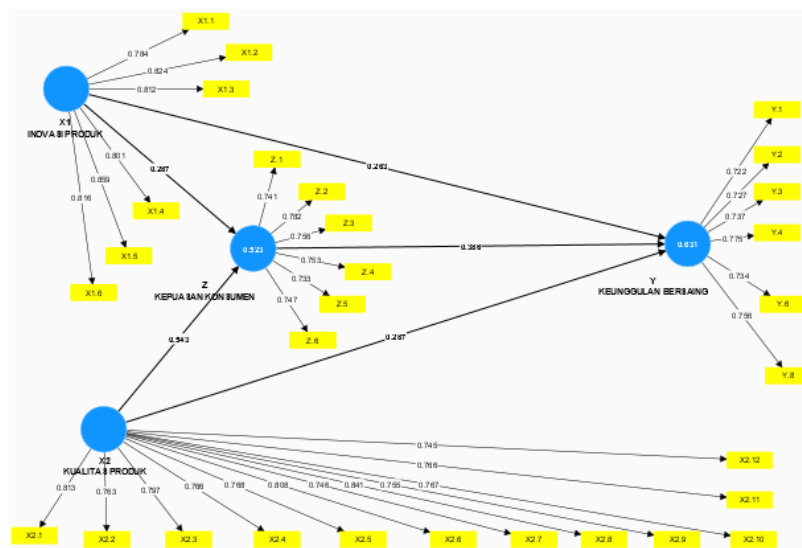 X1.1
0.784
X1.2
0.824
0.812
X1.3
X1
INOVASI PRODUK
0.801
0.859
0.816
X1.4
X1.5
X1.6
0.287
0.263
Z.1
0.741
Z.2
0.782
Z.3
0.756
0.753
Z.4
0.733
Z.5
0.747
Z.6
0.523
Z
KEPUASAN KONSUMEN
0.386
Y.1
0.722
Y.2
0.727
Y.3
0.737
0.775
Y.4
0.631
Y
KEUNGGULAN BERSAING
0.734
Y.6
0.756
Y.8
0.543
0.287
X2
KUALITAS PRODUK
0.745
X2.12
0.766
X2.11
0.813
0.763
0.797
0.766
0.768
0.808
0.746
0.841
0.755
0.767
X2.1
X2.2
X2.3
X2.4
X2.5
X2.6
X2.7
X2.8
X2.9
X2.10